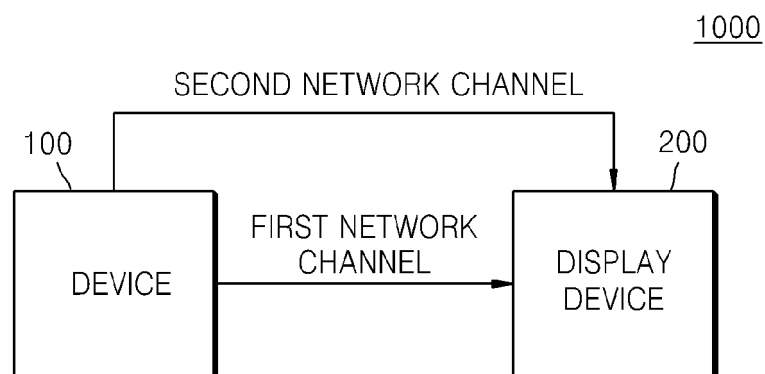 1000
SECOND NETWORK CHANNEL
100
200
FIRST NETWORK
CHANNEL
DEVICE
DISPLAY
DEVICE